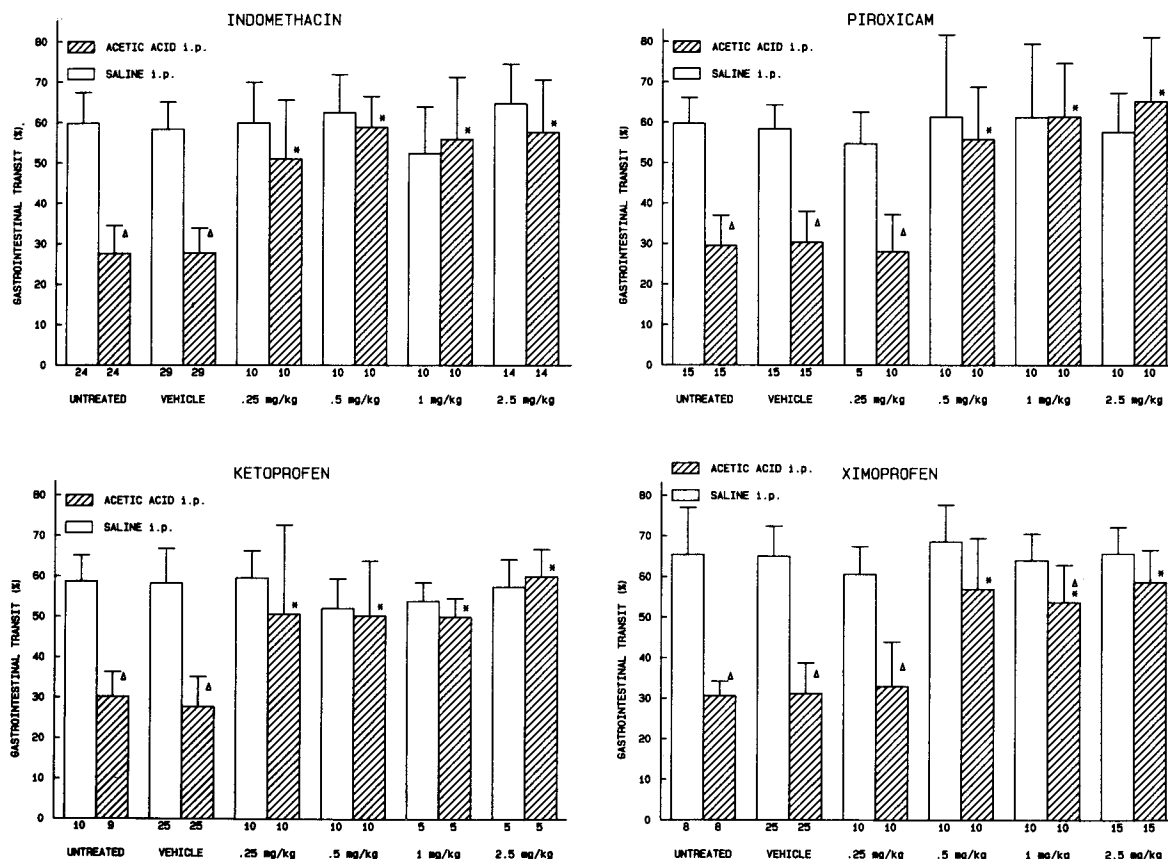 INDOMETHACIN
ACETIC ACID i.p.
SALINE i.p.
GASTROINTESTINAL TRANSIT (%).
80
70
60
50
40
30
20
10
0
Δ
Δ
*
*
*
*
24 24 29 29 10 10 10 10 10 10 14 14
UNTREATED VEHICLE .25 mg/kg .5 mg/kg 1 mg/kg 2.5 mg/kg
PIROXICAM
ACETIC ACID i.p.
SALINE i.p.
GASTROINTESTINAL TRANSIT (%)
80
70
60
50
40
30
20
10
0
Δ
Δ
Δ
*
*
*
15 15 15 15 5 10 10 10 10 10 10 10
UNTREATED VEHICLE .25 mg/kg .5 mg/kg 1 mg/kg 2.5 mg/kg
KETOPROFEN
ACETIC ACID i.p.
SALINE i.p.
GASTROINTESTINAL TRANSIT (%)
80
70
60
50
40
30
20
10
0
Δ
Δ
*
*
*
*
10 9 25 25 10 10 10 10 5 5 5 5
UNTREATED VEHICLE .25 mg/kg .5 mg/kg 1 mg/kg 2.5 mg/kg
XIMOPROFEN
ACETIC ACID i.p.
SALINE i.p.
GASTROINTESTINAL TRANSIT (%)
80
70
60
50
40
30
20
10
0
Δ
Δ
Δ
*
Δ
*
*
8 8 25 25 10 10 10 10 10 10 15 15
UNTREATED VEHICLE .25 mg/kg .5 mg/kg 1 mg/kg 2.5 mg/kg